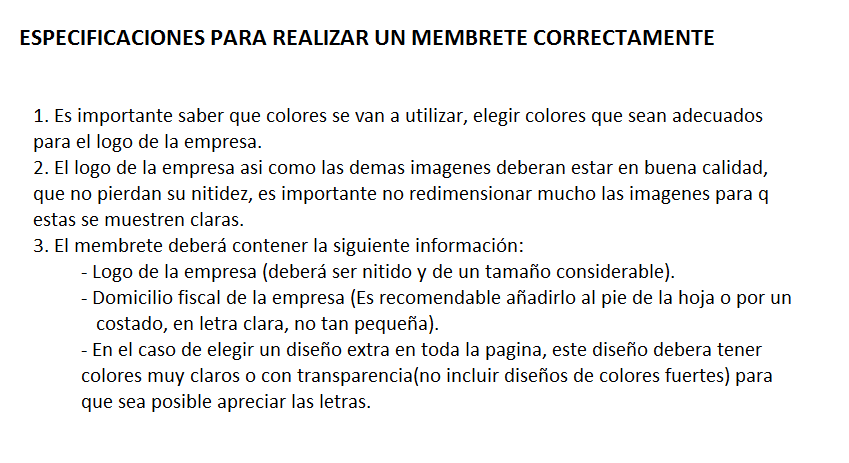 ESPECIFICACIONES PARA REALIZAR UN MEMBRETE CORRECTAMENTE
1. Es importante saber que colores se van a utilizar, elegir colores que sean adecuados
para el logo de la empresa.
2. El logo de la empresa asi como las demas imagenes deberan estar en buena calidad,
que no pierdan su nitidez, es importante no redimensionar mucho las imagenes para q
estas se muestren claras.
3. El membrete deberá contener la siguiente información:
- Logo de la empresa (deberá ser nitido y de un tamaño considerable).
- Domicilio fiscal de la empresa (Es recomendable añadirlo al pie de la hoja o por un
costado, en letra clara, no tan pequeña).
- En el caso de elegir un diseño extra en toda la pagina, este diseño debera tener
colores muy claros o con transparencia(no incluir diseños de colores fuertes) para
que sea posible apreciar las letras.